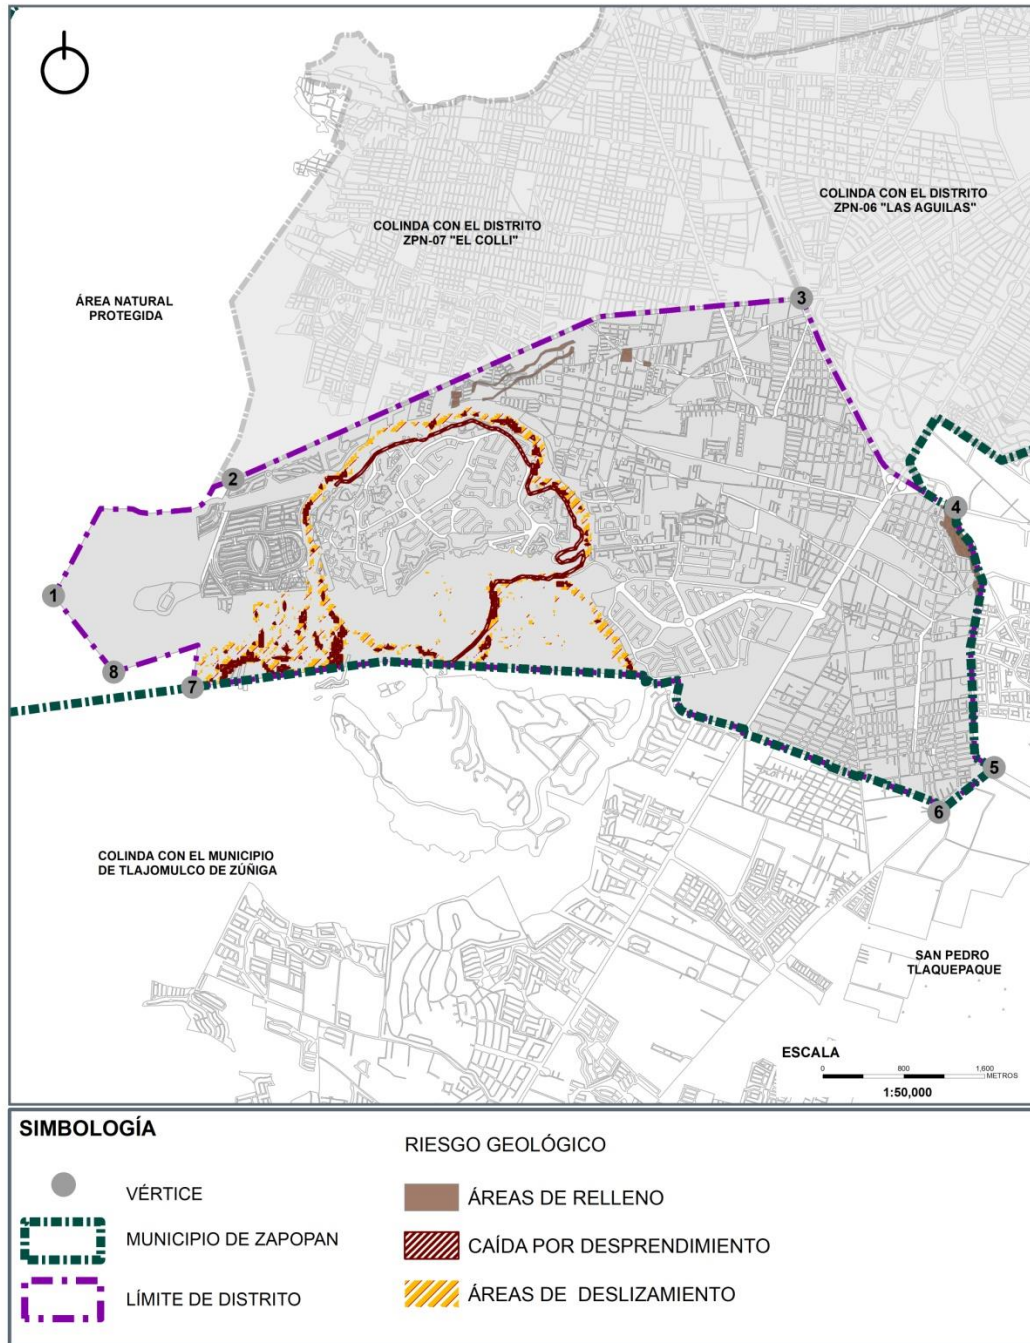 COLINDA CON EL DISTRITO
ZPN-06 "LAS AGUILAS"
COLINDA CON EL DISTRITO
ZPN-07 "EL COLLI"
ÁREA NATURAL
PROTEGIDA
3
2
4
1
8
7
5
6
COLINDA CON EL MUNICIPIO
DE TLAJOMULCO DE ZÚÑIGA
SAN PEDRO
TLAQUEPAQUE
ESCALA
0 800 1,600
METROS
1:50,000
SIMBOLOGÍA
VÉRTICE
MUNICIPIO DE ZAPOPAN
LÍMITE DE DISTRITO
RIESGO GEOLÓGICO
ÁREAS DE RELLENO
CAÍDA POR DESPRENDIMIENTO
ÁREAS DE DESLIZAMIENTO